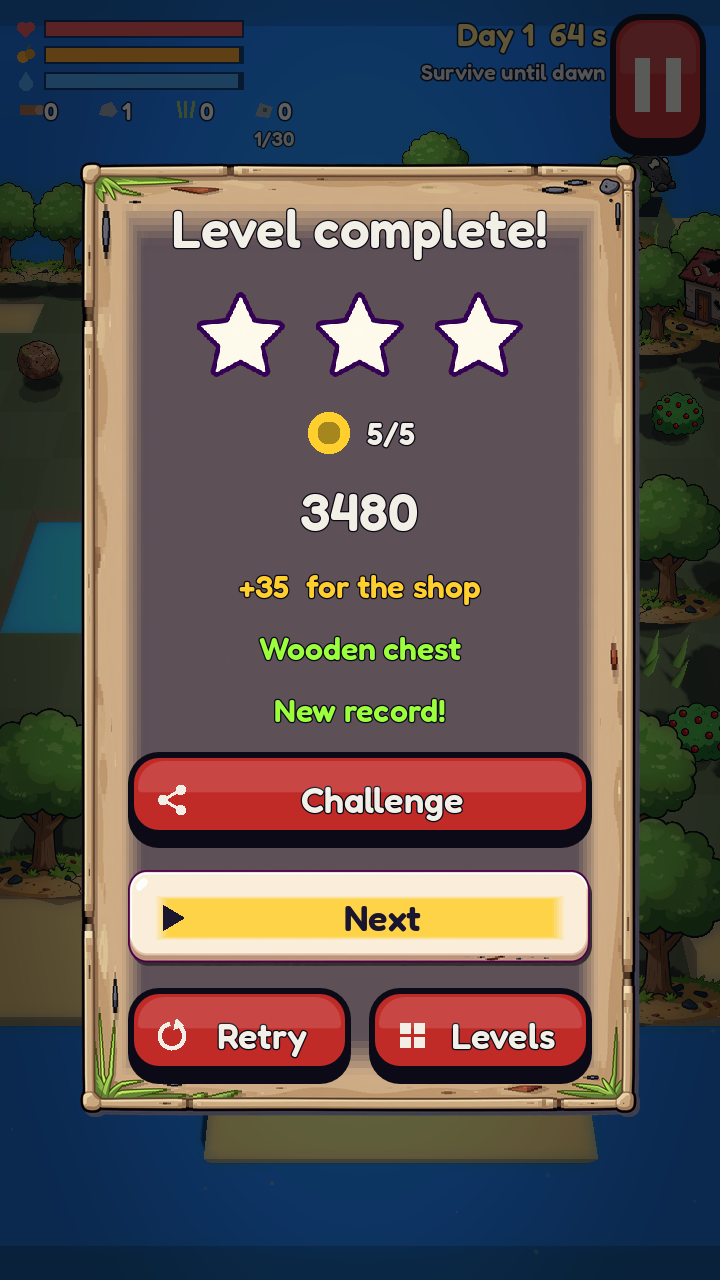 Day 1 64 s
Survive until dawn
0 1 0 0
1/30
Level complete!
5/5
3480
+35 for the shop
Wooden chest
New record!
Challenge
Next
Retry Levels